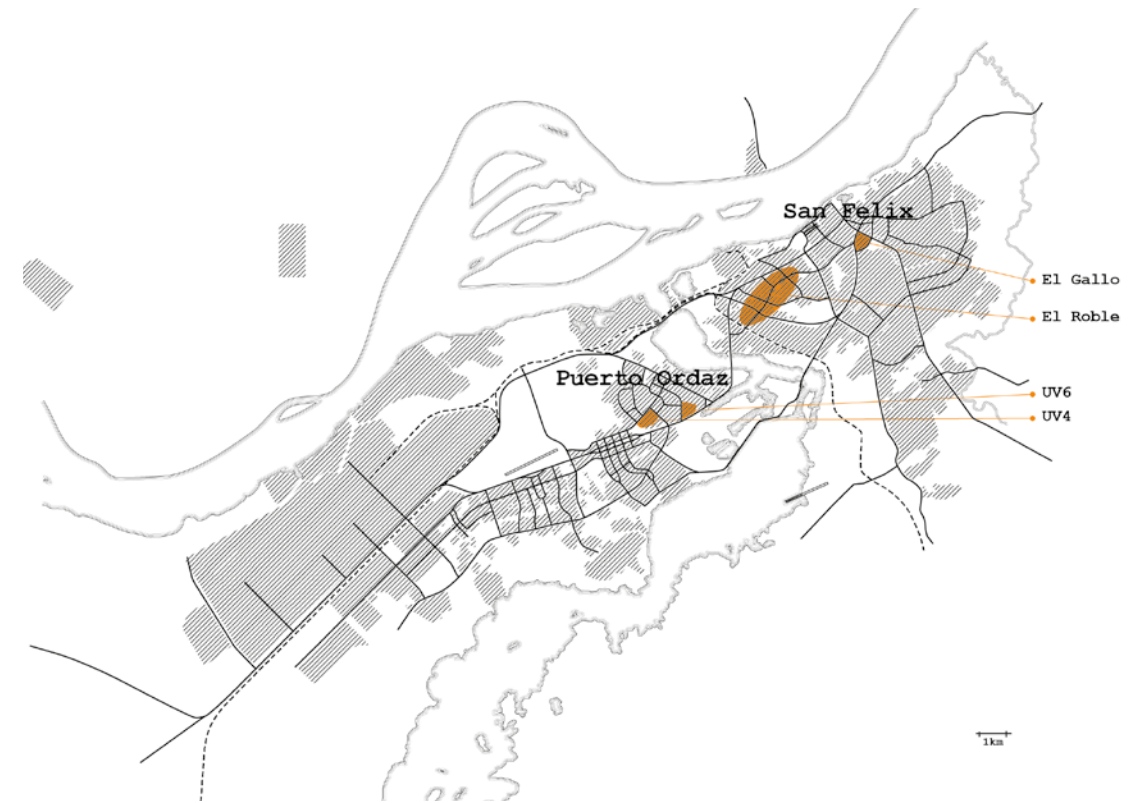 San Felix
El Gallo
El Roble
Puerto Ordaz
UV6
UV4
1km